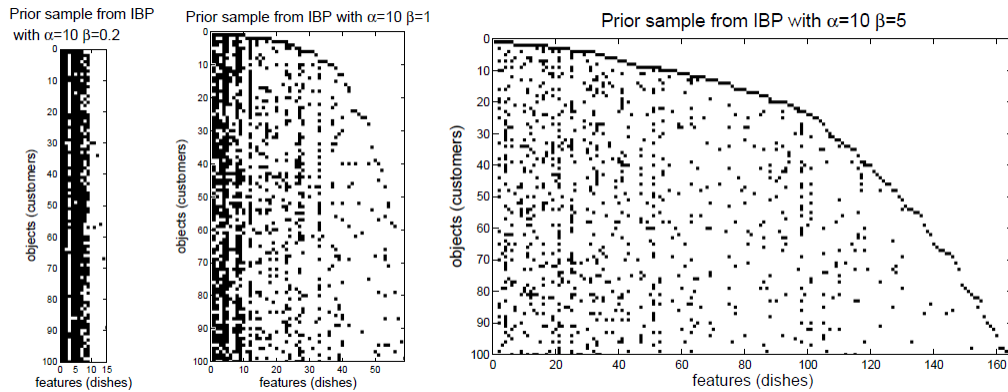 Prior sample from IBP
with α=10 β=0.2
0
10
20
30
40
50
60
70
80
90
100
0 5 10 15
objects (customers)
features (dishes)
Prior sample from IBP with α=10 β=1
0
10
20
30
40
50
60
70
80
90
100
0 10 20 30 40 50
objects (customers)
features (dishes)
Prior sample from IBP with α=10 β=5
0
10
20
30
40
50
60
70
80
90
100
0 20 40 60 80 100 120 140 160
objects (customers)
features (dishes)